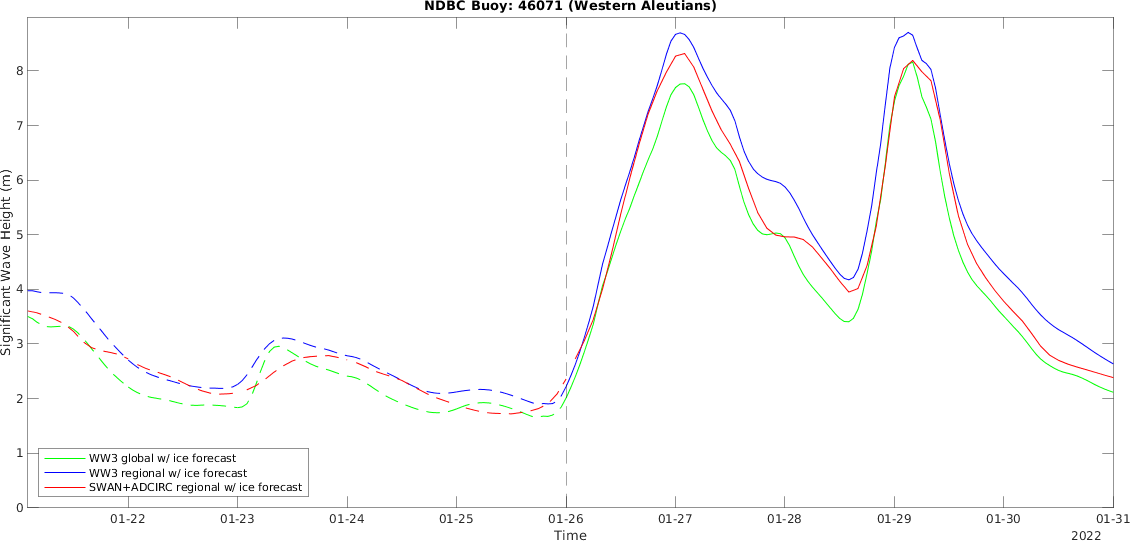 NDBC Buoy: 46071 (Western Aleutians)
Significant Wave Height (m)
8
7
6
5
4
3
2
1
0
WW3 global w/ ice forecast
WW3 regional w/ ice forecast
SWAN+ADCIRC regional w/ ice forecast
01-22 01-23 01-24 01-25 01-26 01-27 01-28 01-29 01-30 01-31
Time
2022